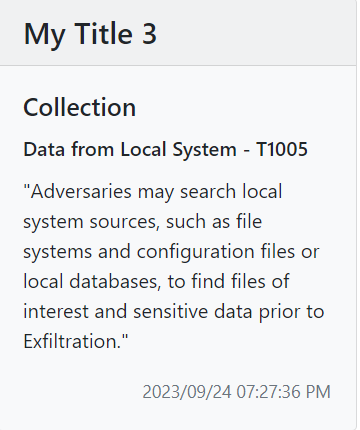 My Title 3
Collection
Data from Local System - T1005
"Adversaries may search local
system sources, such as file
systems and configuration files or
local databases, to find files of
interest and sensitive data prior to
Exfiltration."
2023/09/24 07:27:36 PM